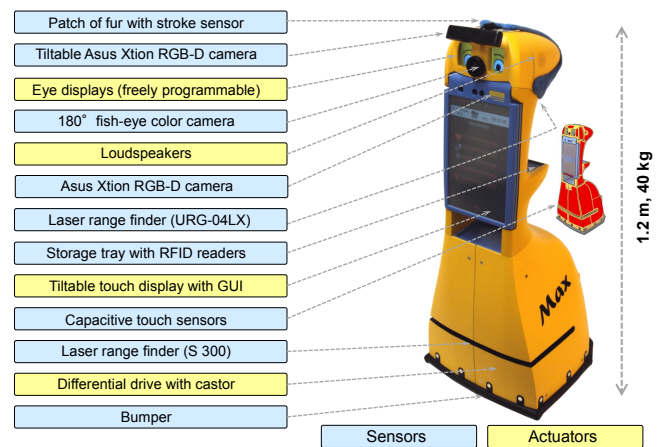 Patch of fur with stroke sensor
Tiltable Asus Xtion RGB-D camera
Eye displays (freely programmable)
180° fish-eye color camera
Loudspeakers
Asus Xtion RGB-D camera
Laser range finder (URG-04LX)
Storage tray with RFID readers
Tiltable touch display with GUI
Capacitive touch sensors
Laser range finder (S 300)
Differential drive with castor
Bumper
Max
1.2 m, 40 kg
Sensors
Actuators